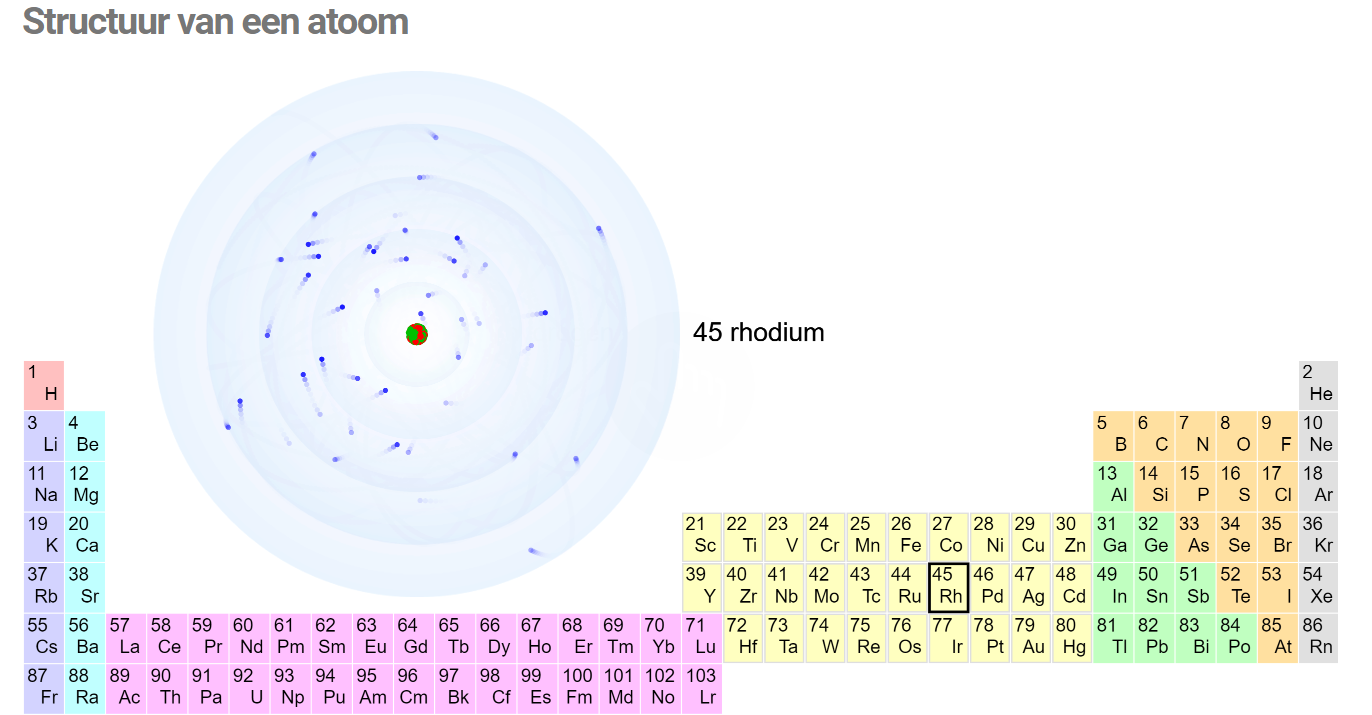 Structuur van een atoom
45 rhodium
1 2
H He
3 4 5 6 7 8 9 10
Li Be B C N O F Ne
11 12 13 14 15 16 17 18
Na Mg Al Si P S Cl Ar
19 20 21 22 23 24 25 26 27 28 29 30 31 32 33 34 35 36
K Ca Sc Ti V Cr Mn Fe Co Ni Cu Zn Ga Ge As Se Br Kr
37 38 39 40 41 42 43 44 45 46 47 48 49 50 51 52 53 54
Rb Sr Y Zr Nb Mo Tc Ru Rh Pd Ag Cd In Sn Sb Te I Xe
55 56 57 58 59 60 61 62 63 64 65 66 67 68 69 70 71 72 73 74 75 76 77 78 79 80 81 82 83 84 85 86
Cs Ba La Ce Pr Nd Pm Sm Eu Gd Tb Dy Ho Er Tm Yb Lu Hf Ta W Re Os Ir Pt Au Hg Tl Pb Bi Po At Rn
87 88 89 90 91 92 93 94 95 96 97 98 99 100 101 102 103
Fr Ra Ac Th Pa U Np Pu Am Cm Bk Cf Es Fm Md No Lr